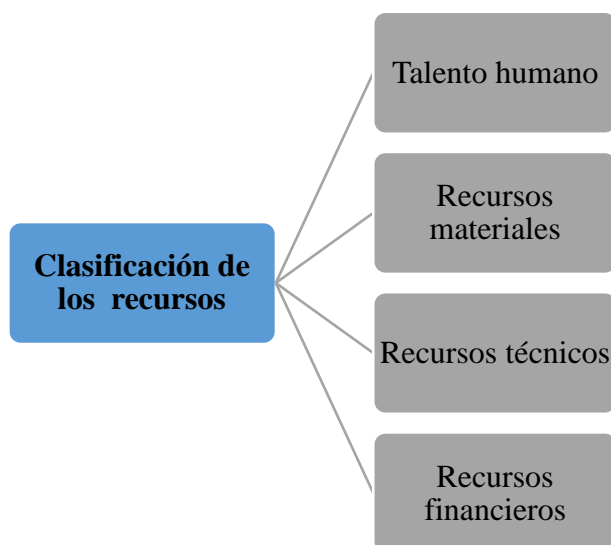 Talento humano
Recursos
materiales
Clasificación de
los recursos
Recursos técnicos
Recursos
financieros